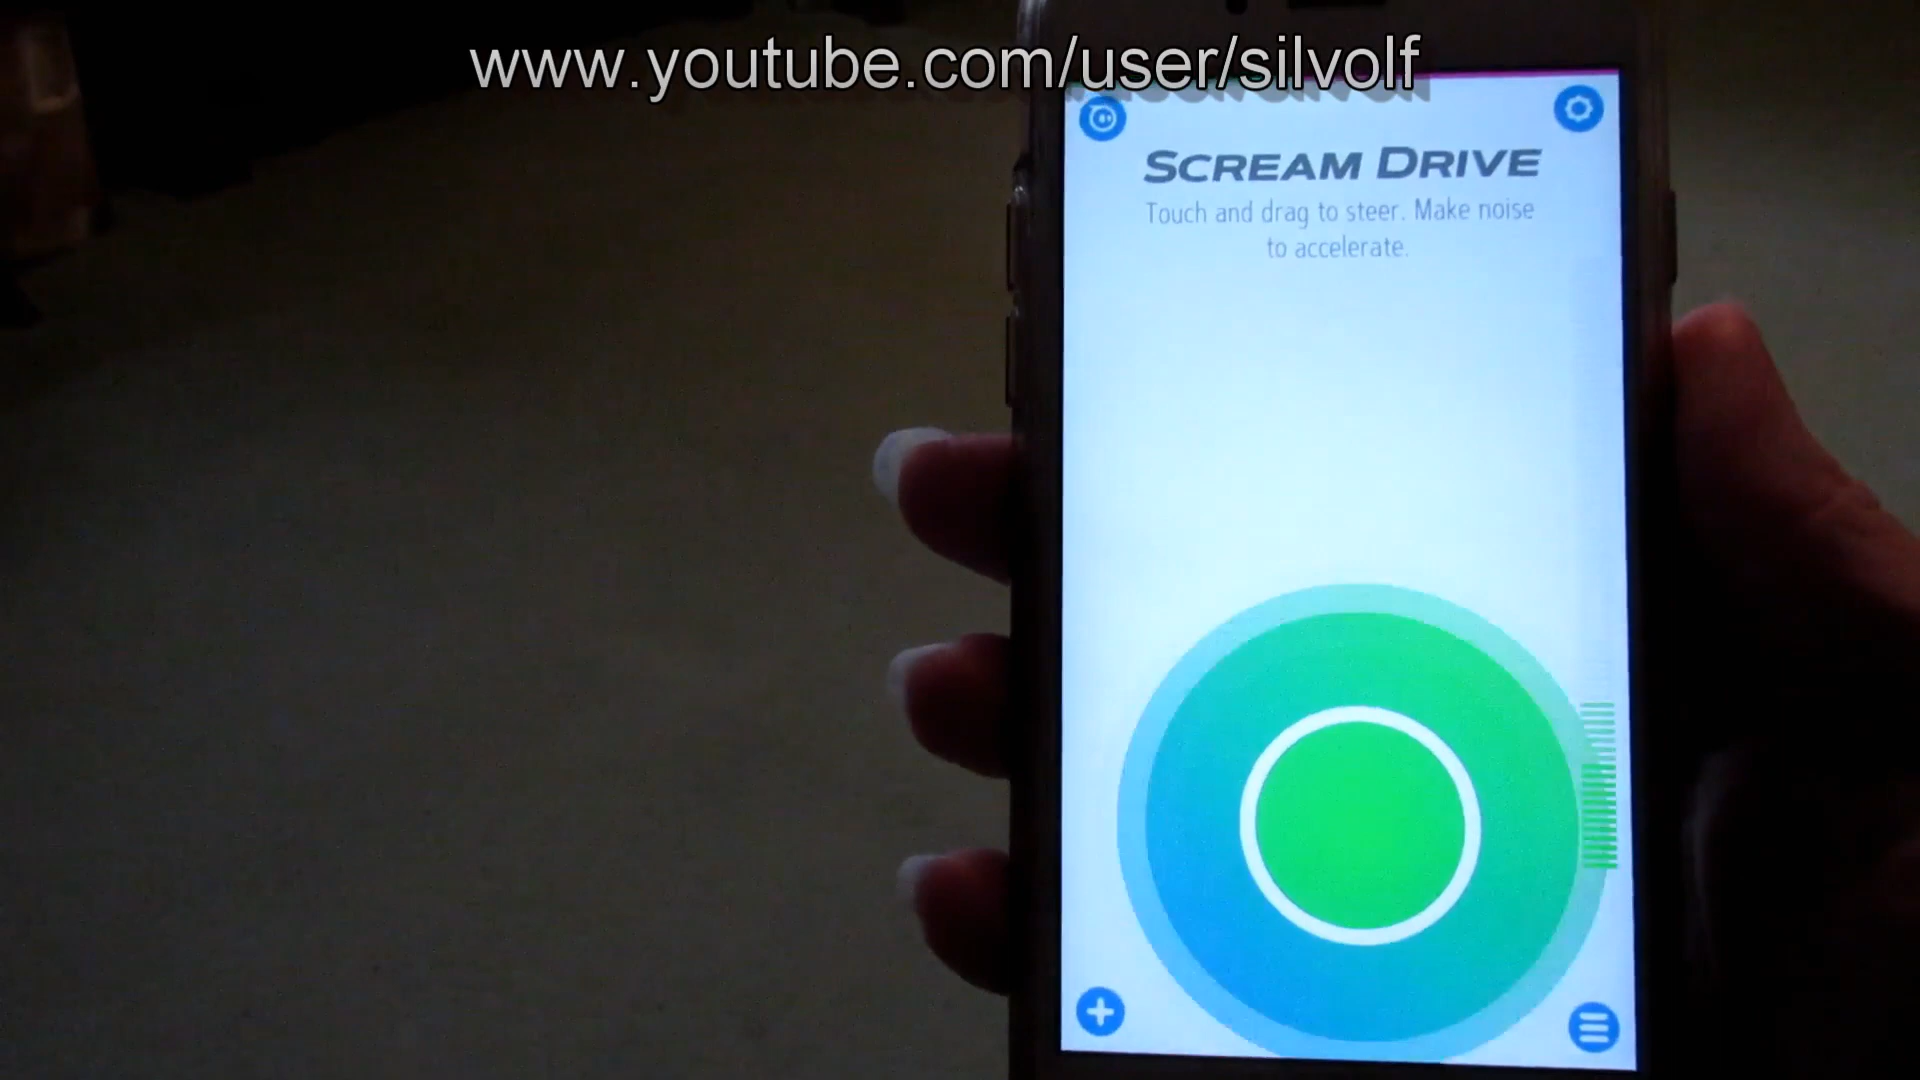 www.youtube.com/user/silvolf
SCREAM DRIVE
Touch and drag to steer. Make noise
to accelerate.